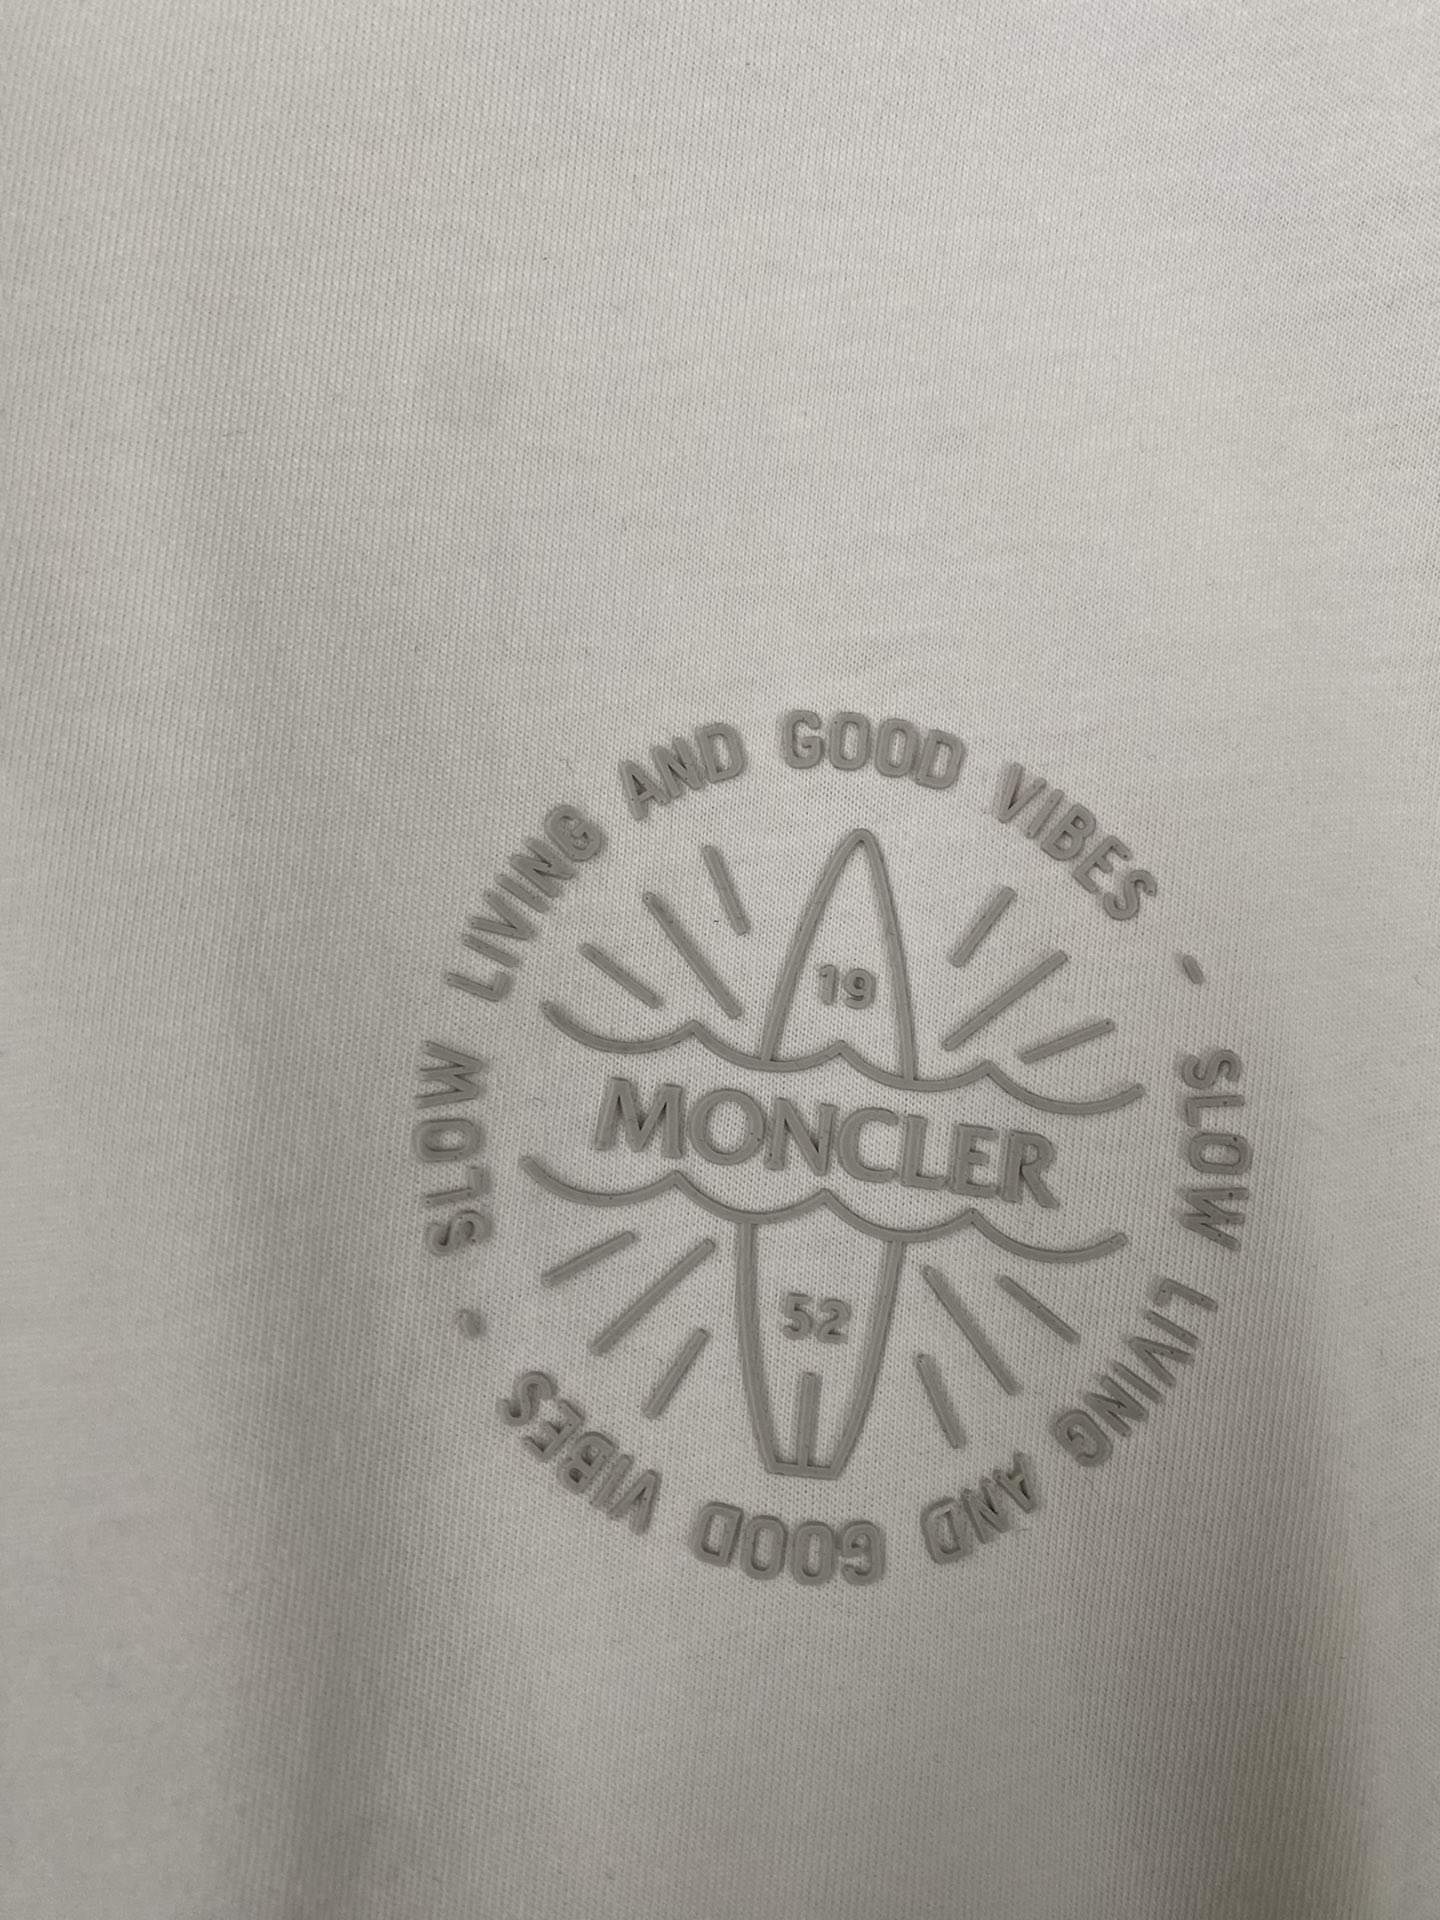 SLOW LIVING AND GOOD VIBES - SLOW LIVING AND GOOD VIBES -
19
MONCLER
52